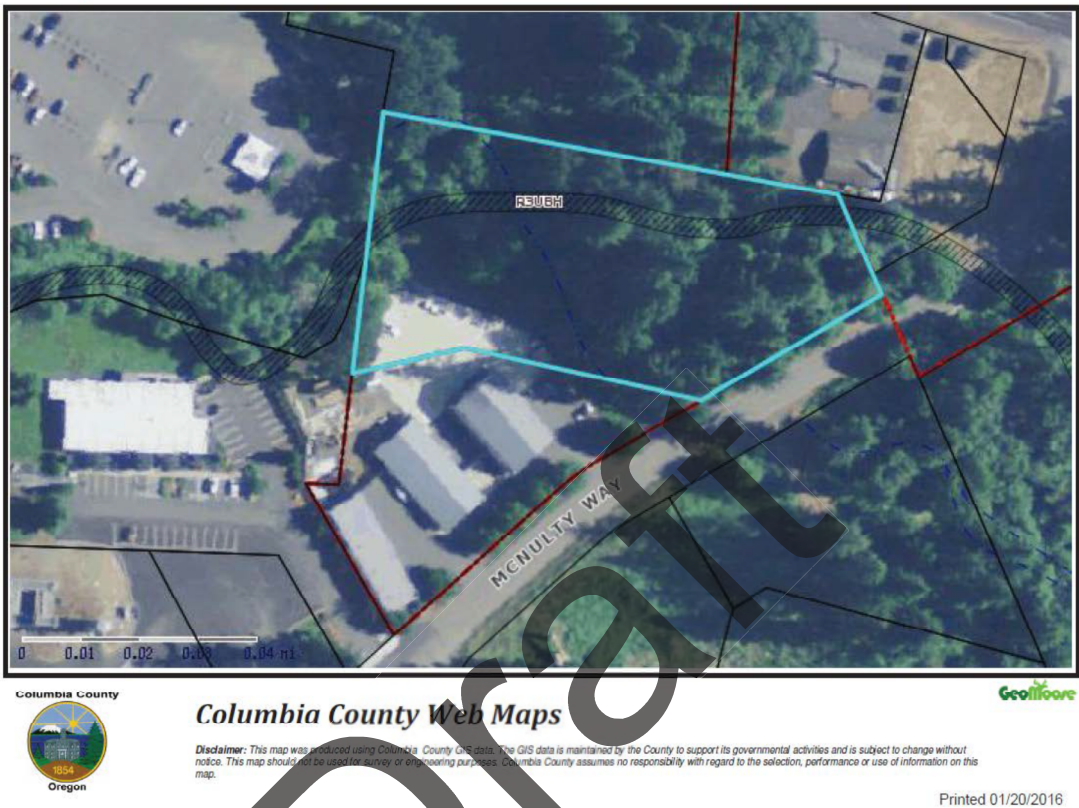 R3UBH
MCNULTY WAY
0 0.01 0.02 0.03 0.04 mi
Columbia County
1854
Oregon
Columbia County Web Maps
GeoMoose
Disclaimer: This map was produced using Columbia County GIS data. The GIS data is maintained by the County to support its governmental activities and is subject to change without
notice. This map should not be used for survey or engineering purposes. Columbia County assumes no responsibility with regard to the selection, performance or use of information on this
map.
Printed 01/20/2016
Draft